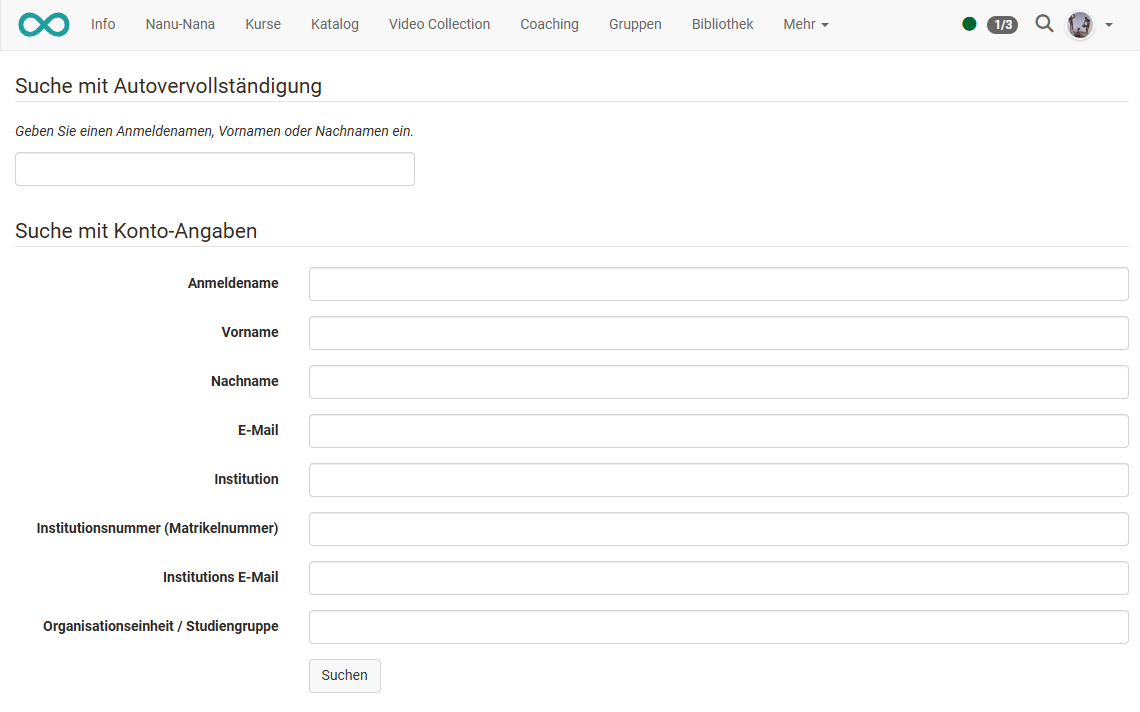 Info Nanu-Nana Kurse Katalog Video Collection Coaching Gruppen Bibliothek Mehr 1/3
Suche mit Autovervollständigung
Geben Sie einen Anmeldenamen, Vornamen oder Nachnamen ein.
Suche mit Konto-Angaben
Anmeldename
Vorname
Nachname
E-Mail
Institution
Institutionsnummer (Matrikelnummer)
Institutions E-Mail
Organisationseinheit / Studiengruppe
Suchen